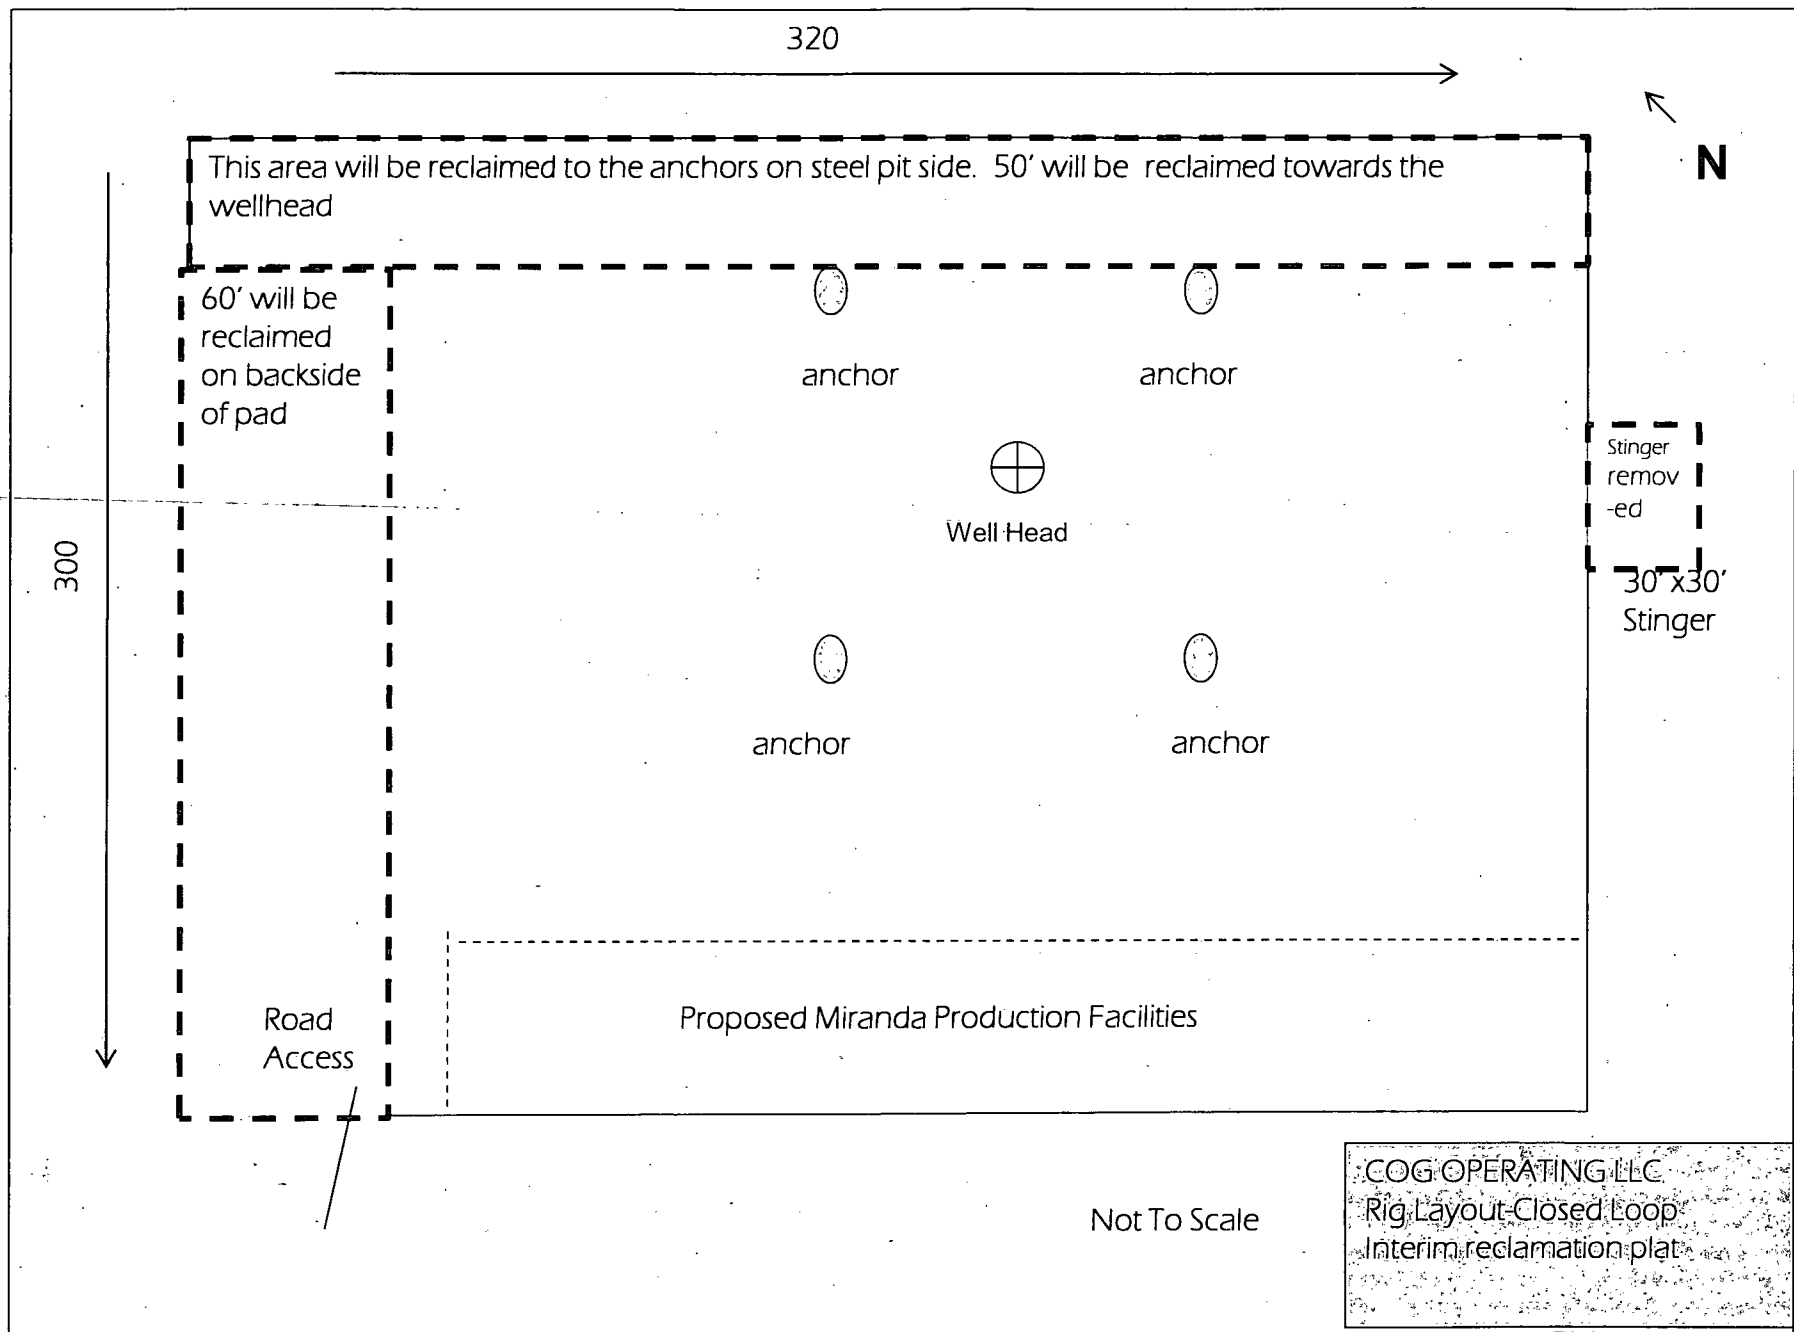 320
N
This area will be reclaimed to the anchors on steel pit side. 50' will be reclaimed towards the
wellhead
60' will be
reclaimed
on backside
of pad
anchor
anchor
Stinger
remov
-ed
Well Head
300
30' x30'
Stinger
anchor
anchor
Road
Access
Proposed Miranda Production Facilities
Not To Scale
COG OPERATING LLC
Rig Layout-Closed Loop
Interim reclamation plat